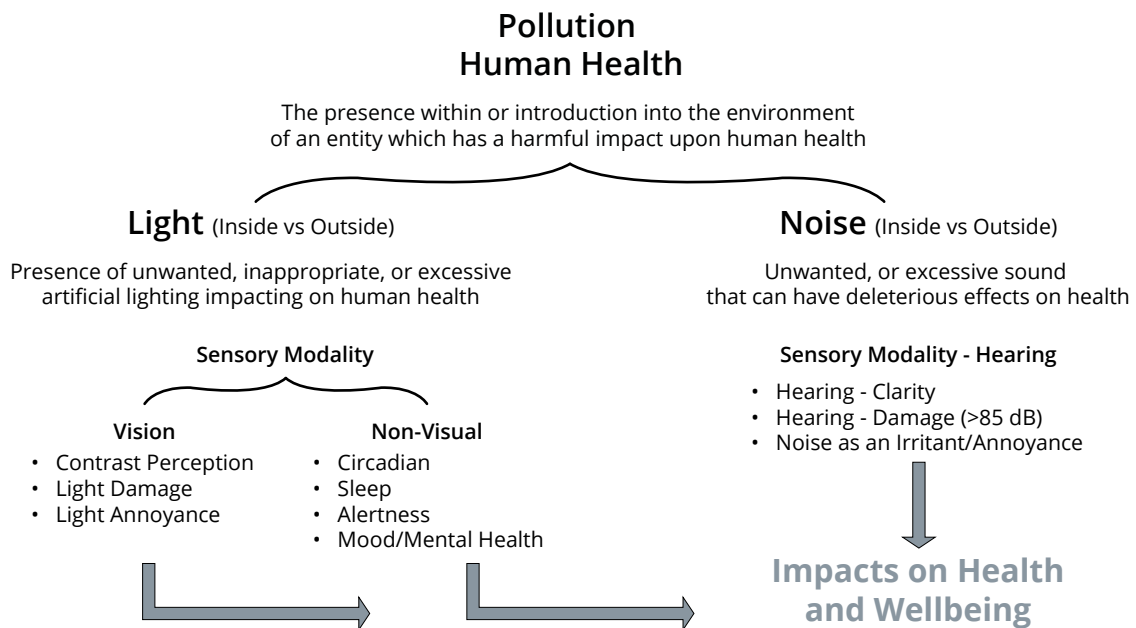 Pollution
Human Health
The presence within or introduction into the environment
of an entity which has a harmful impact upon human health
Light (Inside vs Outside)
Presence of unwanted, inappropriate, or excessive
artificial lighting impacting on human health
Sensory Modality
Vision
• Contrast Perception
• Light Damage
• Light Annoyance
Non-Visual
• Circadian
• Sleep
• Alertness
• Mood/Mental Health
Noise (Inside vs Outside)
Unwanted, or excessive sound
that can have deleterious effects on health
Sensory Modality - Hearing
• Hearing - Clarity
• Hearing - Damage (>85 dB)
• Noise as an Irritant/Annoyance
Impacts on Health
and Wellbeing